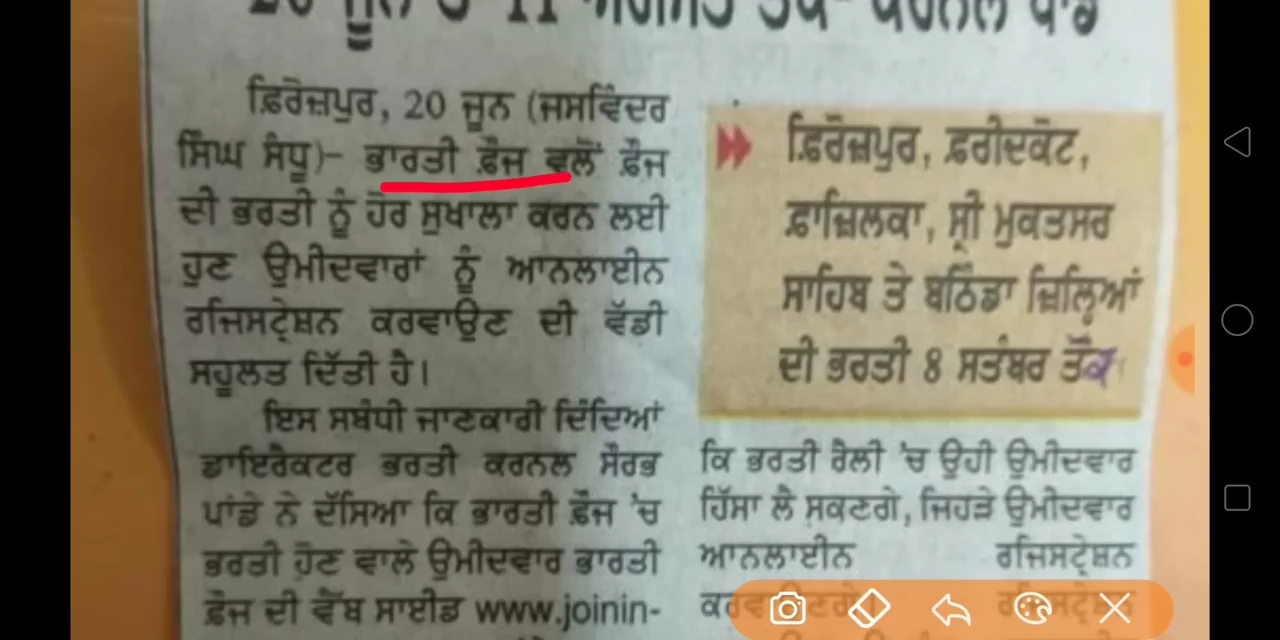 ਫ਼ਿਰੋਜ਼ਪੁਰ, 20 ਜੂਨ (ਜਸਵਿੰਦਰ
ਸਿੰਘ ਸੰਧੂ)- ਭਾਰਤੀ ਫ਼ੌਜ ਵਲੋਂ ਫ਼ੌਜ
ਦੀ ਭਰਤੀ ਨੂੰ ਹੋਰ ਸੁਖਾਲਾ ਕਰਨ ਲਈ
ਹੁਣ ਉਮੀਦਵਾਰਾਂ ਨੂੰ ਆਨਲਾਈਨ
ਰਜਿਸਟ੍ਰੇਸ਼ਨ ਕਰਵਾਉਣ ਦੀ ਵੱਡੀ
ਸਹੂਲਤ ਦਿੱਤੀ ਹੈ।
ਇਸ ਸਬੰਧੀ ਜਾਣਕਾਰੀ ਦਿੰਦਿਆਂ
ਡਾਇਰੈਕਟਰ ਭਰਤੀ ਕਰਨਲ ਸੌਰਭ
ਪਾਂਡੇ ਨੇ ਦੱਸਿਆ ਕਿ ਭਾਰਤੀ ਫ਼ੌਜ 'ਚ
ਭਰਤੀ ਹੋਣ ਵਾਲੇ ਉਮੀਦਵਾਰ ਭਾਰਤੀ
ਫ਼ੌਜ ਦੀ ਵੈੱਬ ਸਾਈਡ www.joinin-
ਫ਼ਿਰੋਜ਼ਪੁਰ, ਫ਼ਰੀਦਕੋਟ,
ਫ਼ਾਜ਼ਿਲਕਾ, ਸ੍ਰੀ ਮੁਕਤਸਰ
ਸਾਹਿਬ ਤੇ ਬਠਿੰਡਾ ਜ਼ਿਲ੍ਹਿਆਂ
ਦੀ ਭਰਤੀ 8 ਸਤੰਬਰ ਤੱਕ
ਕਿ ਭਰਤੀ ਰੈਲੀ 'ਚ ਉਹੀ ਉਮੀਦਵਾਰ
ਹਿੱਸਾ ਲੈ ਸਕਣਗੇ, ਜਿਹੜੇ ਉਮੀਦਵਾਰ
ਆਨਲਾਈਨ ਰਜਿਸਟ੍ਰੇਸ਼ਨ